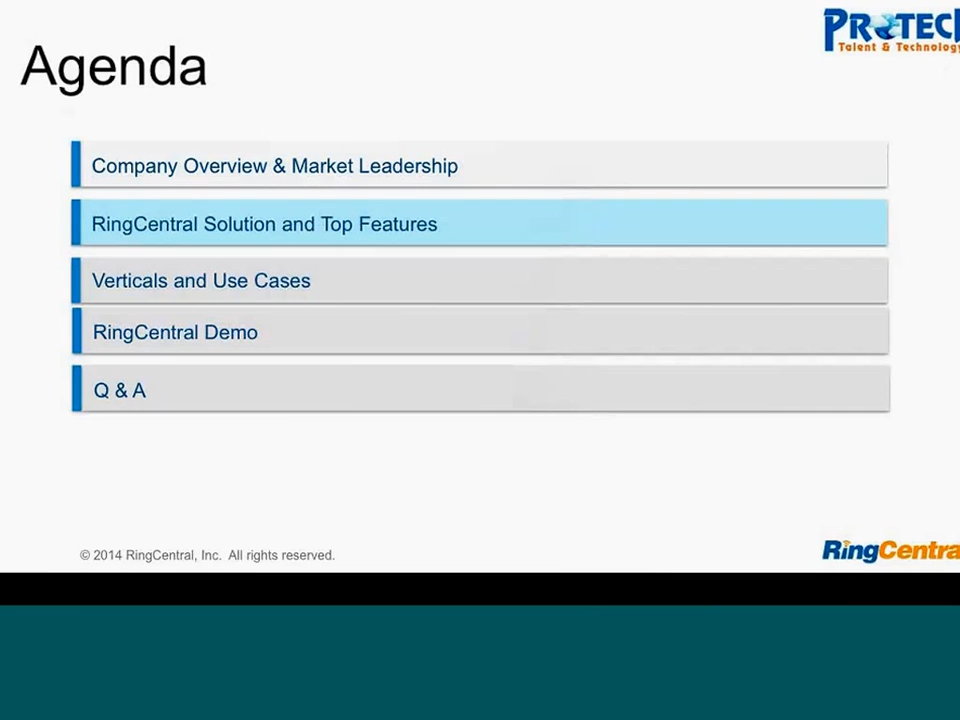 PROTECH
Talent & Technology
Agenda
Company Overview & Market Leadership
RingCentral Solution and Top Features
Verticals and Use Cases
RingCentral Demo
Q & A
© 2014 RingCentral, Inc. All rights reserved.
RingCentra